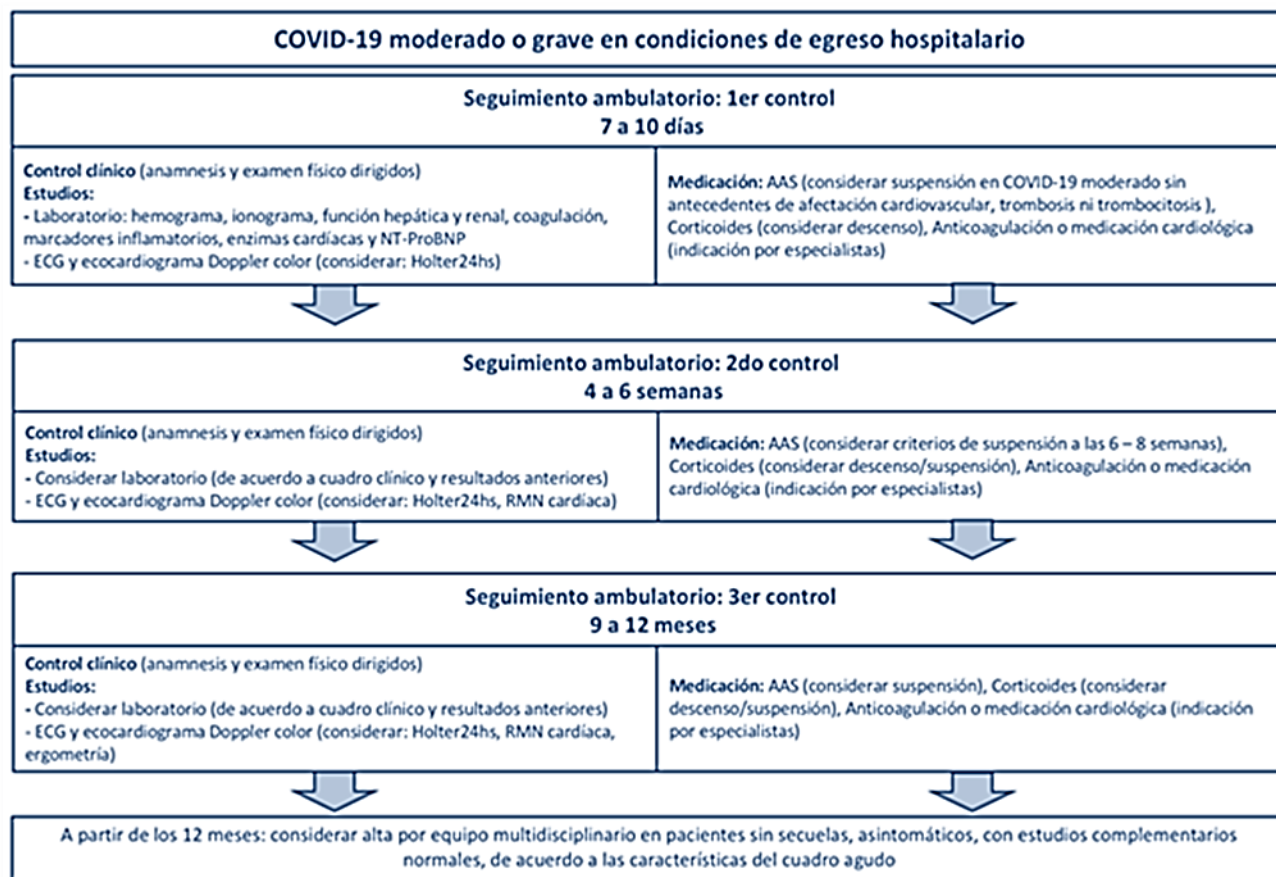 COVID-19 moderado o grave en condiciones de egreso hospitalario
Seguimiento ambulatorio: 1er control
7 a 10 días
Control clínico (anamnesis y examen físico dirigidos)
Estudios:
- Laboratorio: hemograma, ionograma, función hepática y renal, coagulación,
marcadores inflamatorios, enzimas cardíacas y NT-ProBNP
- ECG y ecocardiograma Doppler color (considerar: Holter24hs)
Medicación: AAS (considerar suspensión en COVID-19 moderado sin
antecedentes de afectación cardiovascular, trombosis ni trombocitosis ),
Corticoides (considerar descenso), Anticoagulación o medicación cardiológica
(indicación por especialistas)
Seguimiento ambulatorio: 2do control
4 a 6 semanas
Control clínico (anamnesis y examen físico dirigidos)
Estudios:
- Considerar laboratorio (de acuerdo a cuadro clínico y resultados anteriores)
- ECG y ecocardiograma Doppler color (considerar: Holter24hs, RMN cardíaca)
Medicación: AAS (considerar criterios de suspensión a las 6 – 8 semanas),
Corticoides (considerar descenso/suspensión), Anticoagulación o medicación
cardiológica (indicación por especialistas)
Seguimiento ambulatorio: 3er control
9 a 12 meses
Control clínico (anamnesis y examen físico dirigidos)
Estudios:
- Considerar laboratorio (de acuerdo a cuadro clínico y resultados anteriores)
- ECG y ecocardiograma Doppler color (considerar: Holter24hs, RMN cardíaca,
ergometría)
Medicación: AAS (considerar suspensión), Corticoides (considerar
descenso/suspensión), Anticoagulación o medicación cardiológica (indicación
por especialistas)
A partir de los 12 meses: considerar alta por equipo multidisciplinario en pacientes sin secuelas, asintomáticos, con estudios complementarios
normales, de acuerdo a las características del cuadro agudo